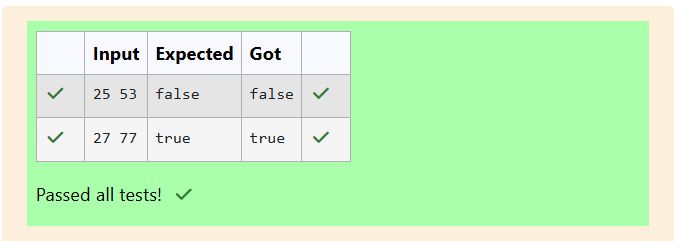 Input Expected Got
25 53 false false
27 77 true true
Passed all tests!